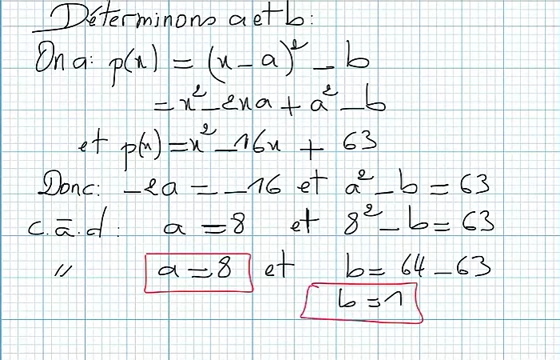 Déterminons a et b:
On a: p(x) = (x - a)² - b
= x² - 2xa + a² - b
et p(x) = x² - 16x + 63
Donc: -2a = -16 et a² - b = 63
c.à.d: a = 8 et 8² - b = 63
" a = 8 et b = 64 - 63
b = 1